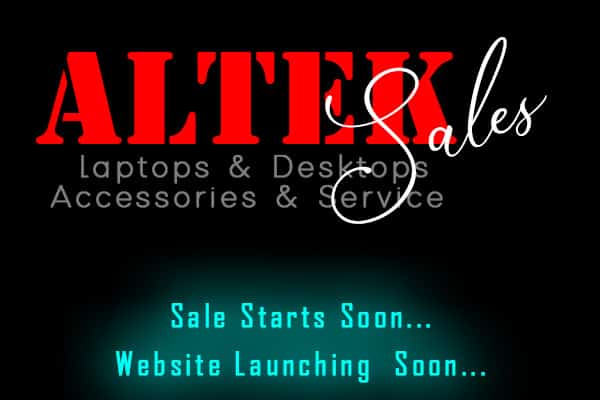 ALTEK Sales
Laptops & Desktops
Accessories & Service
Sale Starts Soon...
Website Launching Soon...